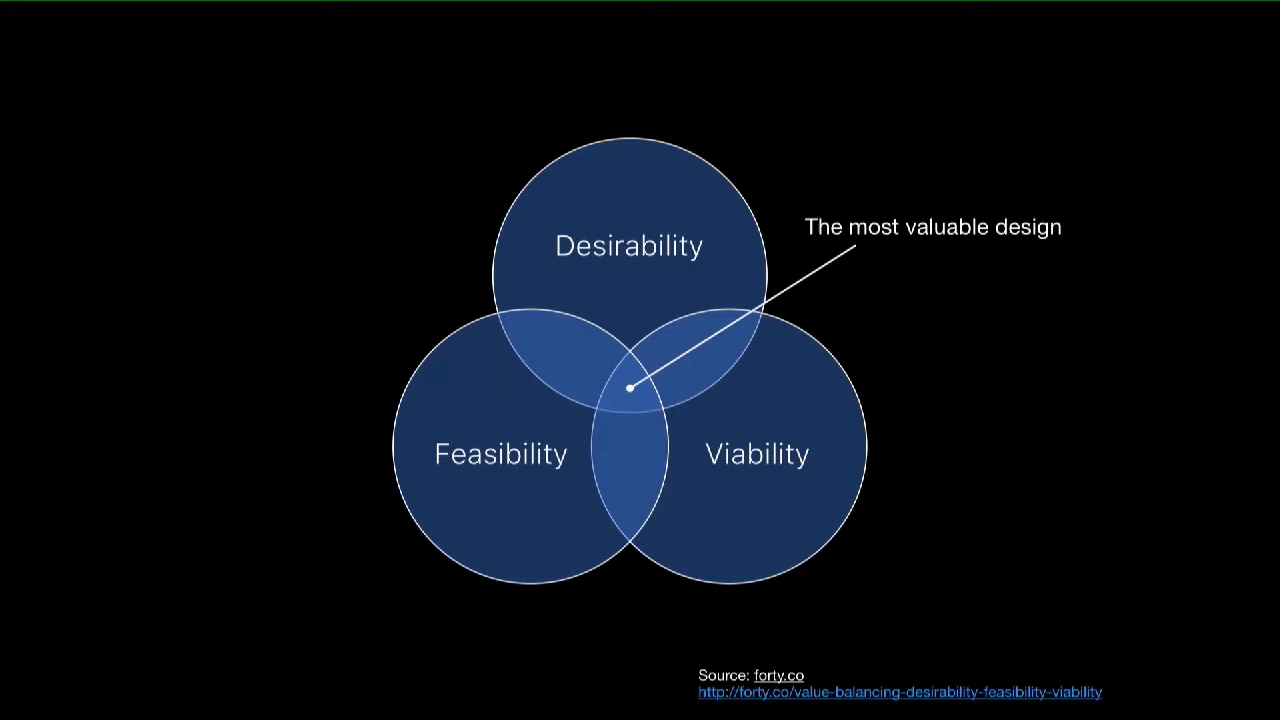 The most valuable design
Desirability
Feasibility
Viability
Source: forty.co
http://forty.co/value-balancing-desirability-feasibility-viability